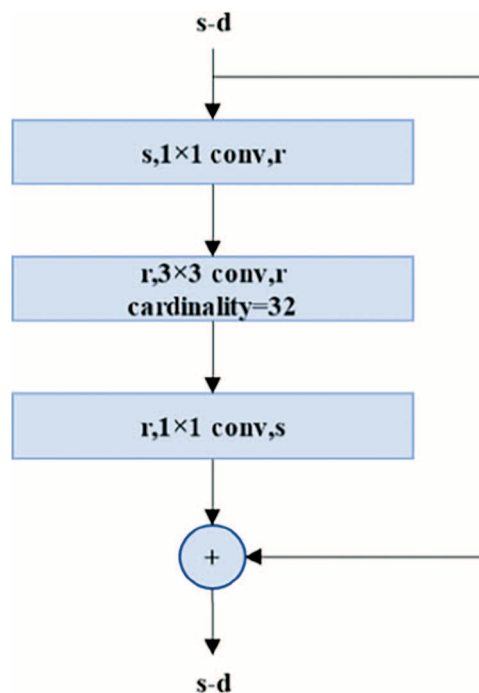 s-d
s,1×1 conv,r
r,3×3 conv,r
cardinality=32
r,1×1 conv,s
+
s-d